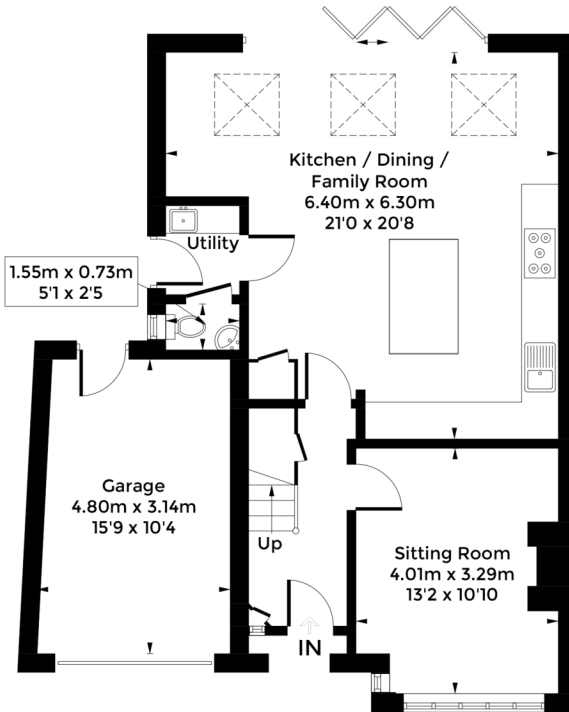 Kitchen / Dining /
Family Room
6.40m x 6.30m
21'0 x 20'8
Utility
1.55m x 0.73m
5'1 x 2'5
Garage
4.80m x 3.14m
15'9 x 10'4
Up
Sitting Room
4.01m x 3.29m
13'2 x 10'10
IN